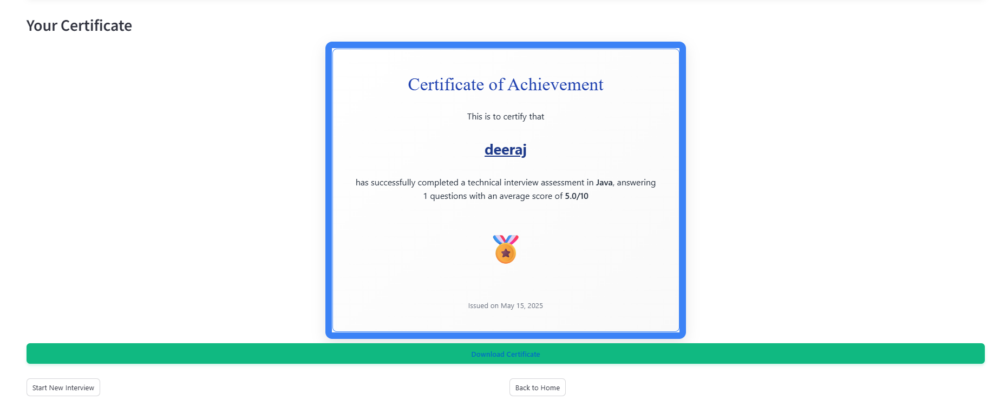 Your Certificate
Certificate of Achievement
This is to certify that
deeraj
has successfully completed a technical interview assessment in Java, answering
1 questions with an average score of 5.0/10
Issued on May 15, 2025
Download Certificate
Start New Interview
Back to Home